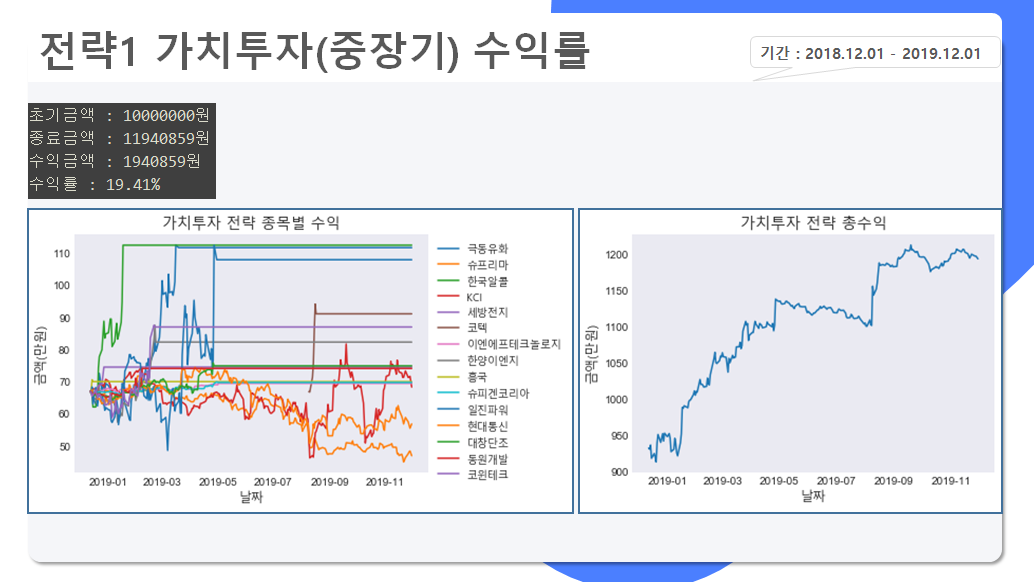 전략1 가치투자(중장기) 수익률
기간 : 2018.12.01 - 2019.12.01
초기금액 : 10000000원
종료금액 : 11940859원
수익금액 : 1940859원
수익률 : 19.41%
가치투자 전략 종목별 수익
110
100
90
80
70
60
50
금액(만원)
2019-01 2019-03 2019-05 2019-07 2019-09 2019-11
날짜
극동유화
슈프리마
한국알콜
KCI
세방전지
코텍
이엔에프테크놀로지
한양이엔지
흥국
슈피겐코리아
일진파워
현대통신
대창단조
동원개발
코윈테크
가치투자 전략 총수익
1200
1150
1100
1050
1000
950
900
금액(만원)
2019-01 2019-03 2019-05 2019-07 2019-09 2019-11
날짜